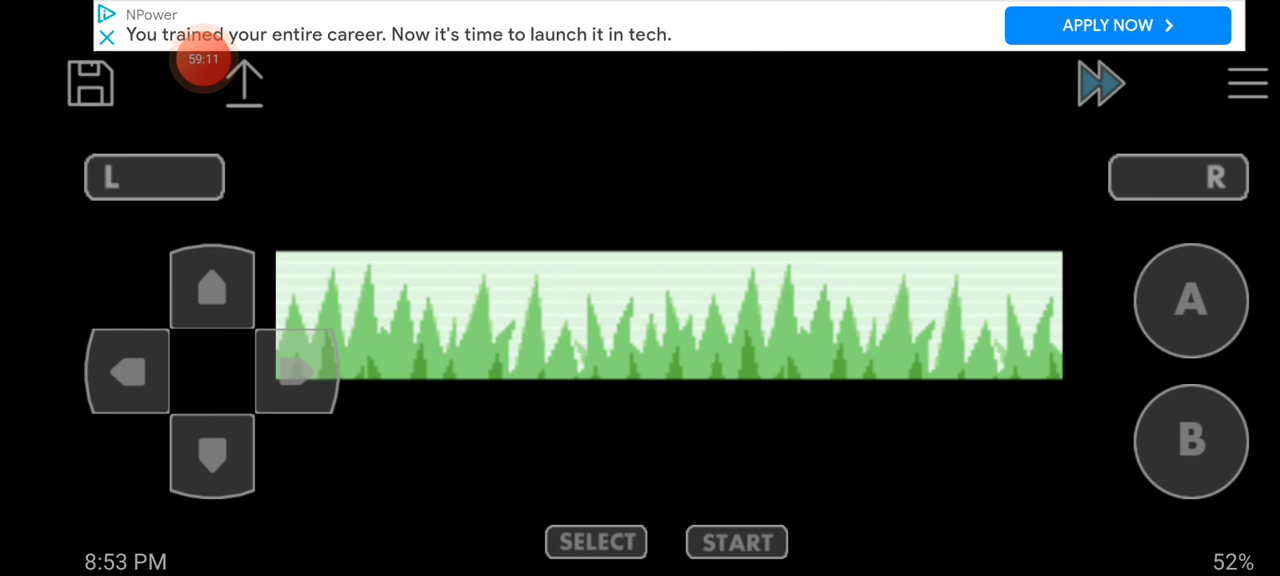 NPower
You trained your entire career. Now it's time to launch it in tech.
APPLY NOW
59:11
L
R
A
B
SELECT
START
8:53 PM
52%